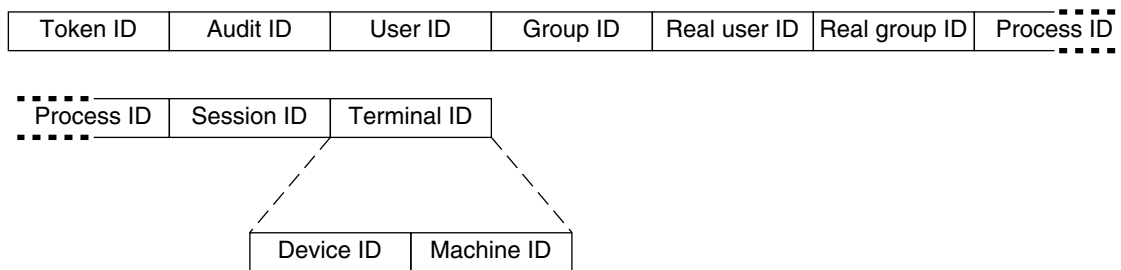 Token ID Audit ID User ID Group ID Real user ID Real group ID Process ID
Process ID Session ID Terminal ID
Device ID Machine ID